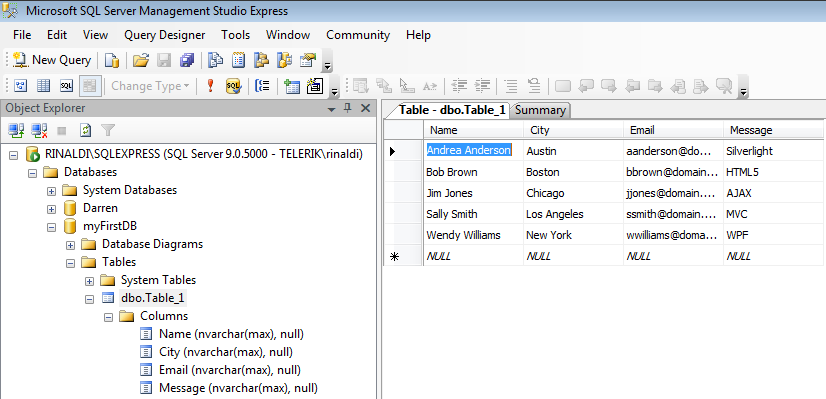 Microsoft SQL Server Management Studio Express
File Edit View Query Designer Tools Window Community Help
New Query
Change Type
Object Explorer
RINALDI\SQLEXPRESS (SQL Server 9.0.5000 - TELERIK\rinaldi)
Databases
System Databases
Darren
myFirstDB
Database Diagrams
Tables
System Tables
dbo.Table_1
Columns
Name (nvarchar(max), null)
City (nvarchar(max), null)
Email (nvarchar(max), null)
Message (nvarchar(max), null)
Table - dbo.Table_1 Summary
Name City Email Message
Andrea Anderson Austin aanderson@do... Silverlight
Bob Brown Boston bbrown@domain.... HTML5
Jim Jones Chicago jjones@domain.... AJAX
Sally Smith Los Angeles ssmith@domain.... MVC
Wendy Williams New York wwilliams@doma... WPF
NULL NULL NULL NULL